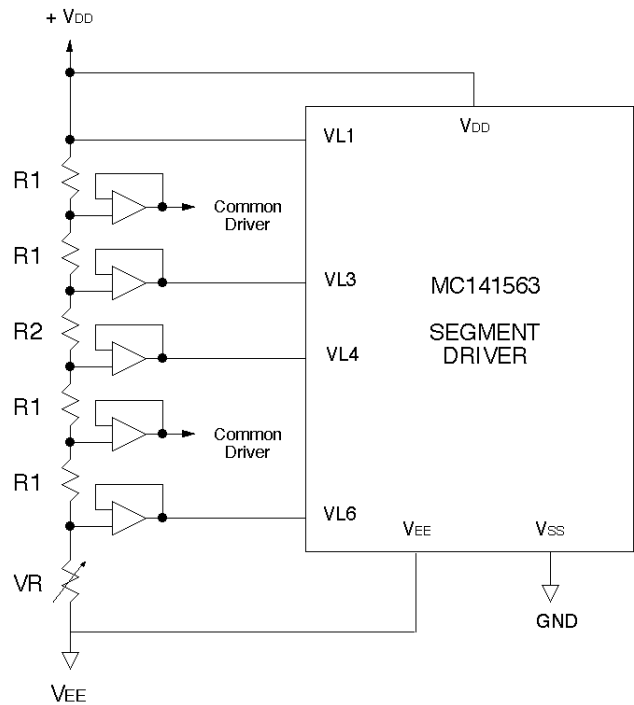 + VDD
VL1
VDD
R1
Common
Driver
R1
VL3
MC141563
R2
SEGMENT
DRIVER
VL4
R1
Common
Driver
R1
VL6
VEE
VSS
VR
GND
VEE